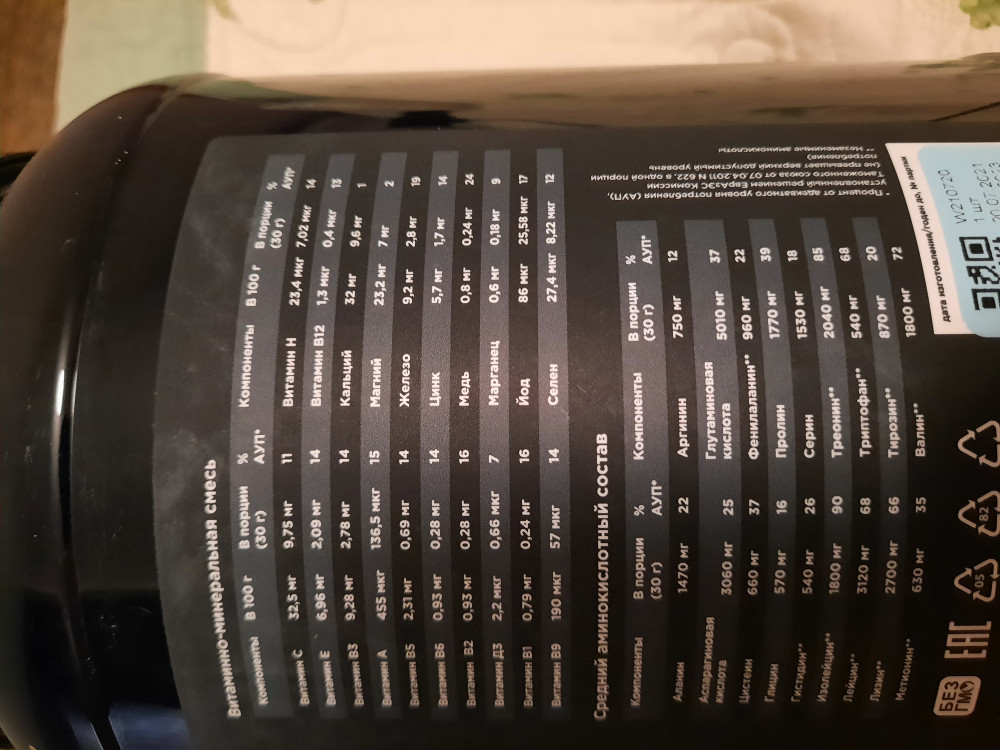 Витаминно-минеральная смесь
Компоненты В 100 г В порции (30 г) % АУП* Компоненты В 100 г В порции (30 г) % АУП*
Витамин С 32,5 мг 9,75 мг 11 Витамин Н 23,4 мкг 7,02 мкг 14
Витамин Е 6,96 мг 2,09 мг 14 Витамин В12 1,3 мкг 0,4 мкг 13
Витамин В3 9,28 мг 2,78 мг 14 Кальций 32 мг 9,6 мг 1
Витамин А 455 мкг 136,5 мкг 15 Магний 23,2 мг 7 мг 2
Витамин В5 2,31 мг 0,69 мг 14 Железо 9,2 мг 2,8 мг 19
Витамин В6 0,93 мг 0,28 мг 14 Цинк 5,7 мг 1,7 мг 14
Витамин В2 0,93 мг 0,28 мг 16 Медь 0,8 мг 0,24 мг 24
Витамин Д3 2,2 мкг 0,66 мкг 7 Марганец 0,6 мг 0,18 мг 9
Витамин В1 0,79 мг 0,24 мг 16 Йод 86 мкг 25,58 мкг 17
Витамин В9 190 мкг 57 мкг 14 Селен 27,4 мкг 8,22 мкг 12
Средний аминокислотный состав
Компоненты В порции (30 г) % АУП* Компоненты В порции (30 г) % АУП*
Аланин 1470 мг 22 Аргинин 750 мг 12
Аспарагиновая кислота 3060 мг 25 Глутаминовая кислота 5010 мг 37
Цистеин 660 мг 37 Фенилаланин** 960 мг 22
Глицин 570 мг 16 Пролин 1770 мг 39
Гистидин** 540 мг 26 Серин 1530 мг 18
Изолейцин** 1800 мг 90 Треонин** 2040 мг 85
Лейцин** 3120 мг 68 Триптофан** 540 мг 68
Лизин** 2700 мг 66 Тирозин** 870 мг 20
Метионин** 630 мг 35 Валин** 1800 мг 72
* Процент от адекватного уровня потребления (АУП),
установленный решением ЕврАзЭС Комиссии
Таможенного союза от 07.04.2011 N 622, в одной порции
(не превышает верхний допустимый уровень
потребления)
** Незаменимые аминокислоты
Дата изготовления/годен до, № партии
W210720
1 шт
2021
БЕЗ
ГМО
EAC
05
82